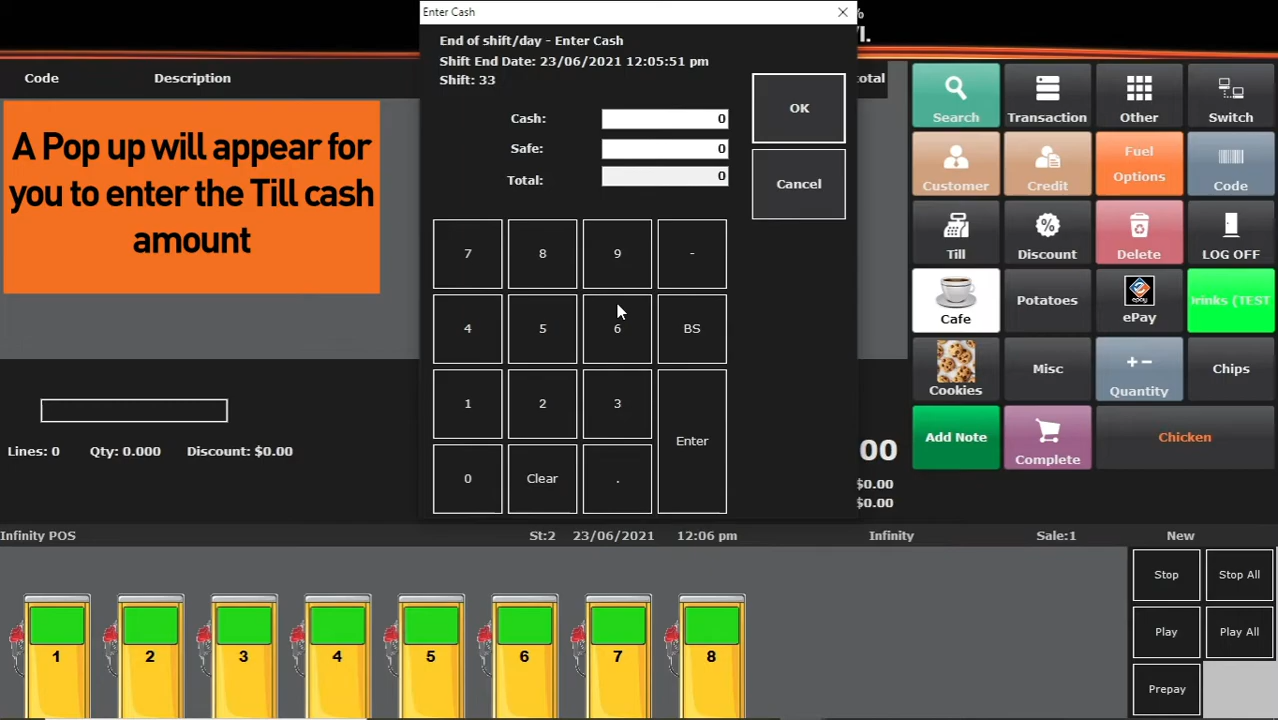 Enter Cash
%
VI.
End of shift/day - Enter Cash
Shift End Date: 23/06/2021 12:05:51 pm
Shift: 33
Cash: 0
Safe: 0
Total: 0
OK
Cancel
7 8 9 -
4 5 6 BS
1 2 3
Enter
0 Clear .
Code Description otal
A Pop up will appear for
you to enter the Till cash
amount
Lines: 0 Qty: 0.000 Discount: $0.00
00
$0.00
$0.00
Search Transaction Other Switch
Customer Credit Fuel
Options
Code
Till Discount Delete LOG OFF
Cafe Potatoes epay
ePay
rinks (TEST
Cookies Misc + -
Quantity
Chips
Add Note Complete Chicken
Infinity POS St:2 23/06/2021 12:06 pm Infinity Sale:1 New
1 2 3 4 5 6 7 8
Stop Stop All
Play Play All
Prepay